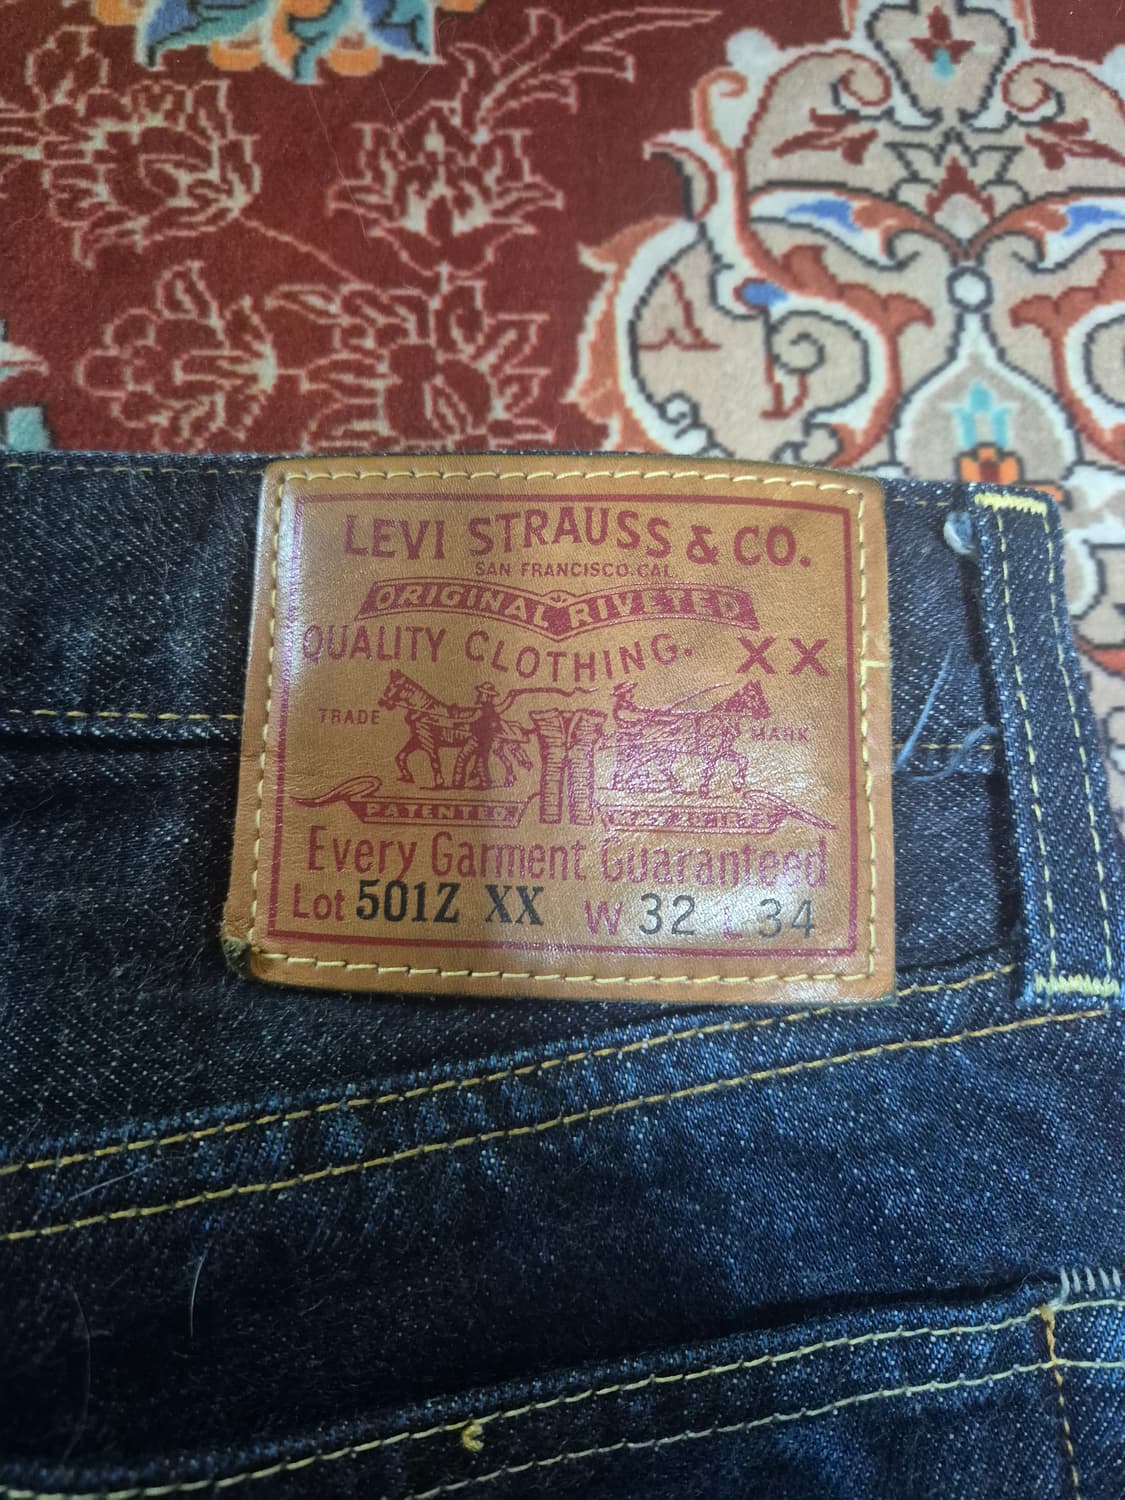 LEVI STRAUSS & CO.
SAN FRANCISCO. CAL.
ORIGINAL RIVETED
QUALITY CLOTHING. XX
TRADE MARK
PATENTED
Every Garment Guaranteed
Lot 501Z XX W 32 L 34